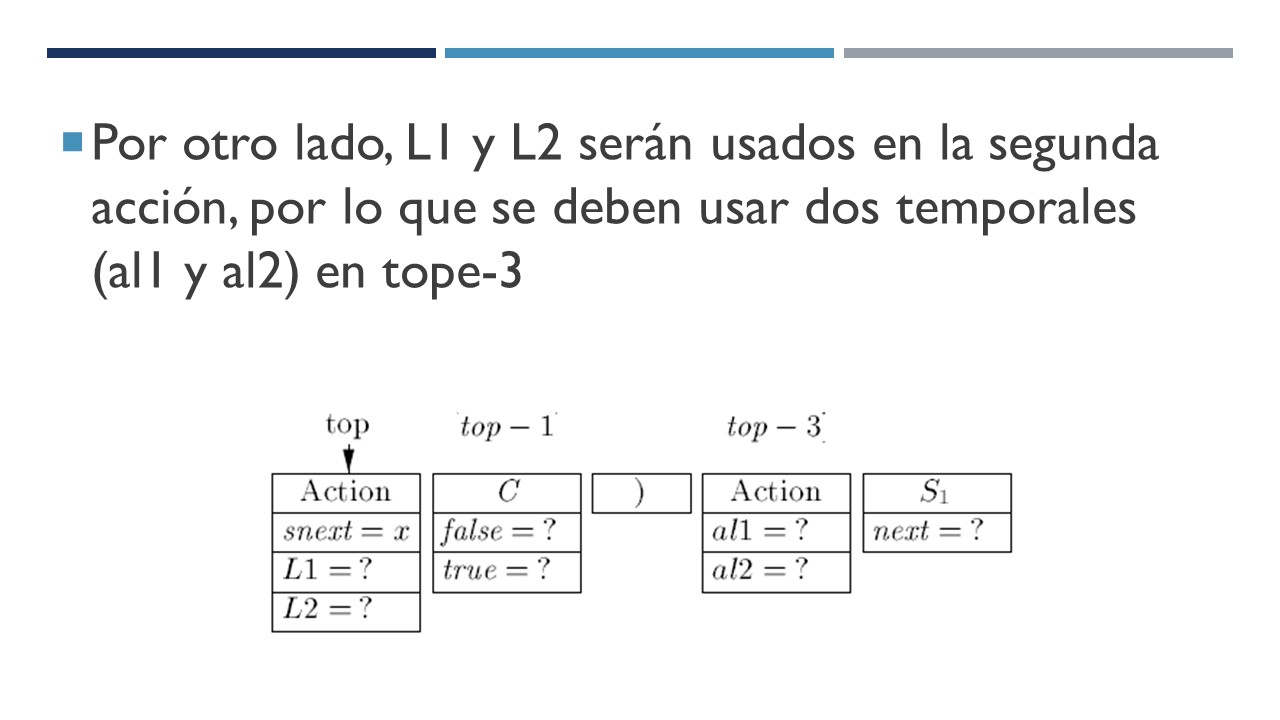 Por otro lado, L1 y L2 serán usados en la segunda
acción, por lo que se deben usar dos temporales
(al1 y al2) en tope-3
top
top − 1
top − 3
Action
C
)
Action
S₁
snext = x
false = ?
al1 = ?
next = ?
L1 = ?
true = ?
al2 = ?
L2 = ?